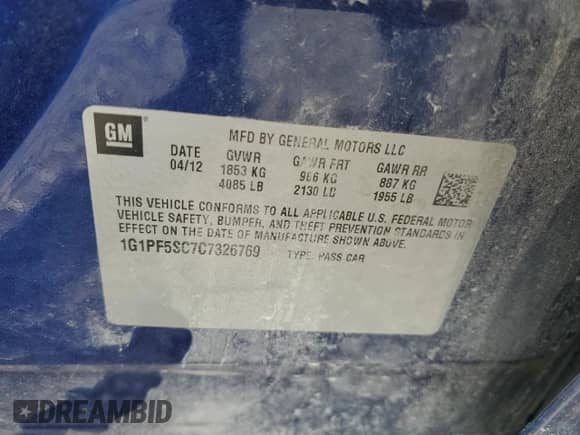 GM
MFD BY GENERAL MOTORS LLC
DATE GVWR GAWR FRT GAWR RR
04/12 1853 KG 966 KG 887 KG
4085 LB 2130 LB 1955 LB
THIS VEHICLE CONFORMS TO ALL APPLICABLE U.S. FEDERAL MOTOR
VEHICLE SAFETY, BUMPER, AND THEFT PREVENTION STANDARDS IN
EFFECT ON THE DATE OF MANUFACTURE SHOWN ABOVE.
1G1PF5SC7C7326769 TYPE: PASS CAR
DREAMBID